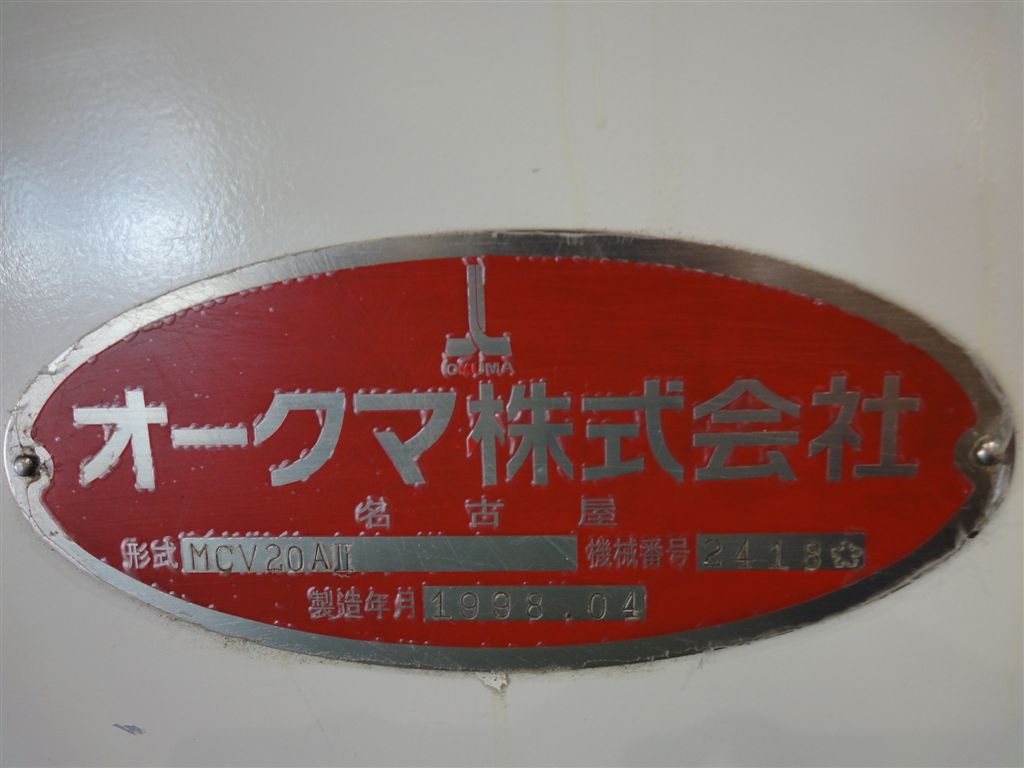 OKUMA
オークマ株式会社
名古屋
形式 MCV20AII 機械番号 2418
製造年月 1998.04